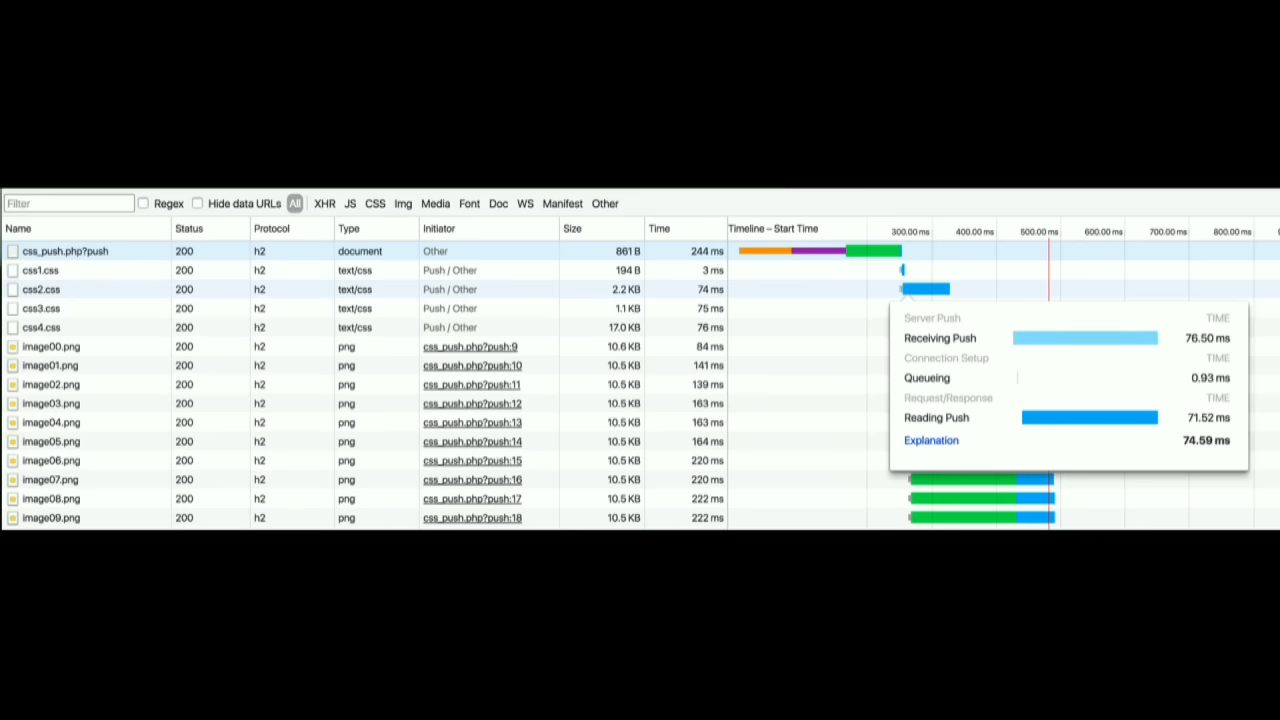 Filter Regex Hide data URLs All XHR JS CSS Img Media Font Doc WS Manifest Other
Name Status Protocol Type Initiator Size Time Timeline – Start Time 300.00 ms 400.00 ms 500.00 ms 600.00 ms 700.00 ms 800.00 ms
css_push.php?push 200 h2 document Other 861 B 244 ms
css1.css 200 h2 text/css Push / Other 194 B 3 ms
css2.css 200 h2 text/css Push / Other 2.2 KB 74 ms
css3.css 200 h2 text/css Push / Other 1.1 KB 75 ms
css4.css 200 h2 text/css Push / Other 17.0 KB 76 ms
image00.png 200 h2 png css_push.php?push:9 10.6 KB 84 ms
image01.png 200 h2 png css_push.php?push:10 10.5 KB 141 ms
image02.png 200 h2 png css_push.php?push:11 10.5 KB 139 ms
image03.png 200 h2 png css_push.php?push:12 10.5 KB 163 ms
image04.png 200 h2 png css_push.php?push:13 10.5 KB 163 ms
image05.png 200 h2 png css_push.php?push:14 10.5 KB 164 ms
image06.png 200 h2 png css_push.php?push:15 10.5 KB 220 ms
image07.png 200 h2 png css_push.php?push:16 10.5 KB 220 ms
image08.png 200 h2 png css_push.php?push:17 10.5 KB 222 ms
image09.png 200 h2 png css_push.php?push:18 10.5 KB 222 ms
Server Push TIME
Receiving Push 76.50 ms
Connection Setup TIME
Queueing 0.93 ms
Request/Response TIME
Reading Push 71.52 ms
Explanation 74.59 ms